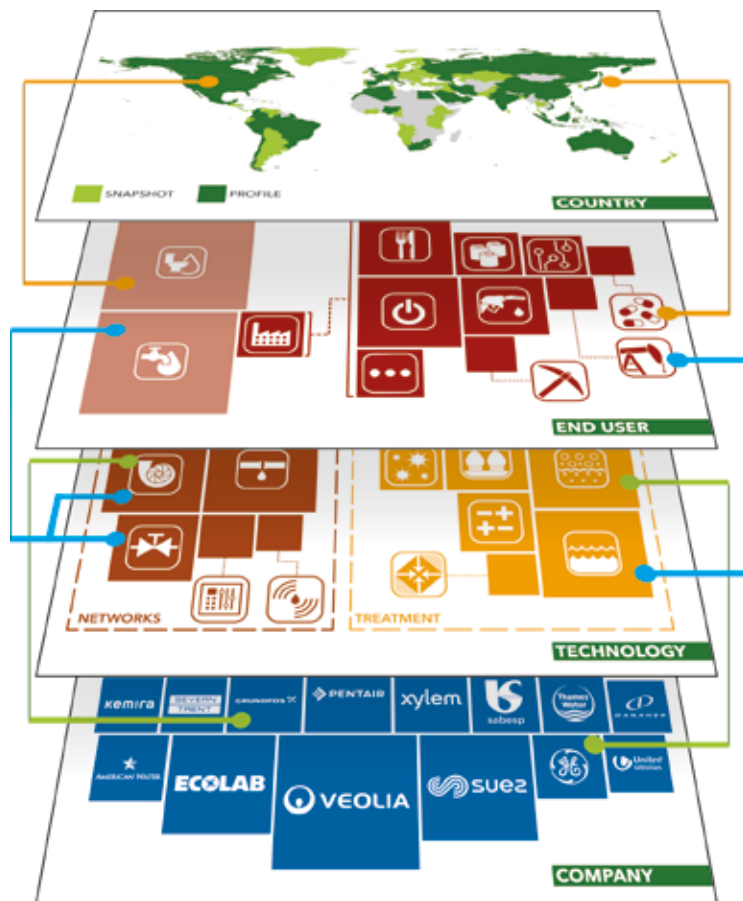 SNAPSHOT
PROFILE
COUNTRY
END USER
NETWORKS
TREATMENT
TECHNOLOGY
kemira
SEVERN
TRENT
GRUNDFOS
PENTAIR
xylem
sabesp
Thames
Water
DANAHER
AMERICAN WATER
ECOLAB
VEOLIA
suez
United
Utilities
COMPANY